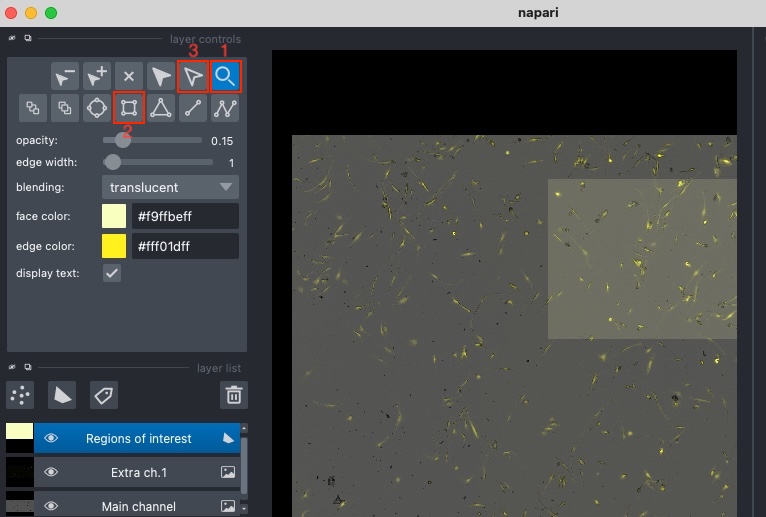 napari
layer controls
3 1
2
opacity: 0.15
edge width: 1
blending: translucent
face color: #f9ffbeff
edge color: #fff01dff
display text:
layer list
Regions of interest
Extra ch.1
Main channel